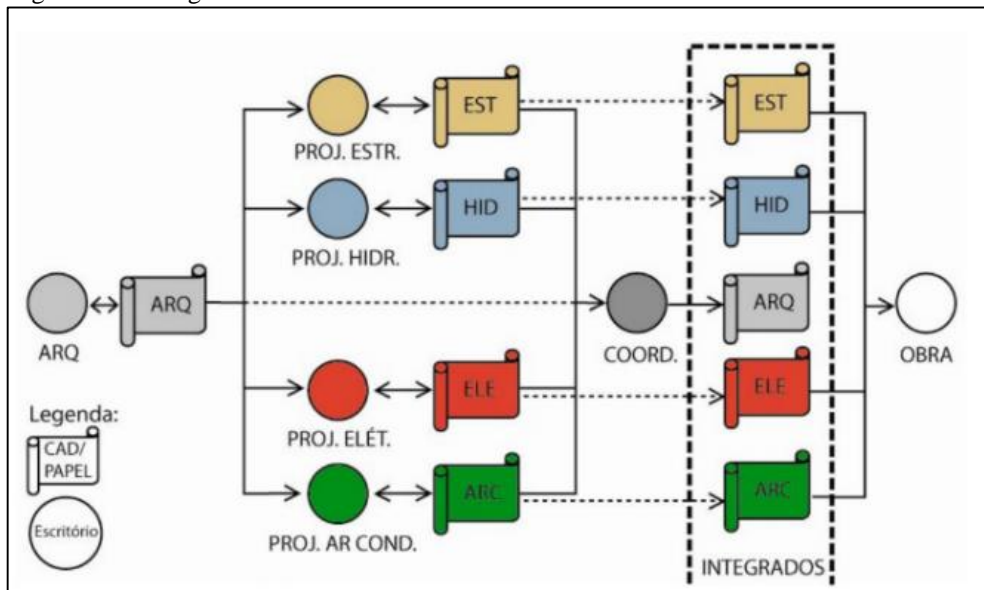 EST
EST
PROJ. ESTR.
HID
HID
PROJ. HIDR.
ARQ
ARQ
ARQ
COORD.
OBRA
ELE
ELE
Legenda:
PROJ. ELÉT.
CAD/
PAPEL
ARC
ARC
Escritório
PROJ. AR COND.
INTEGRADOS